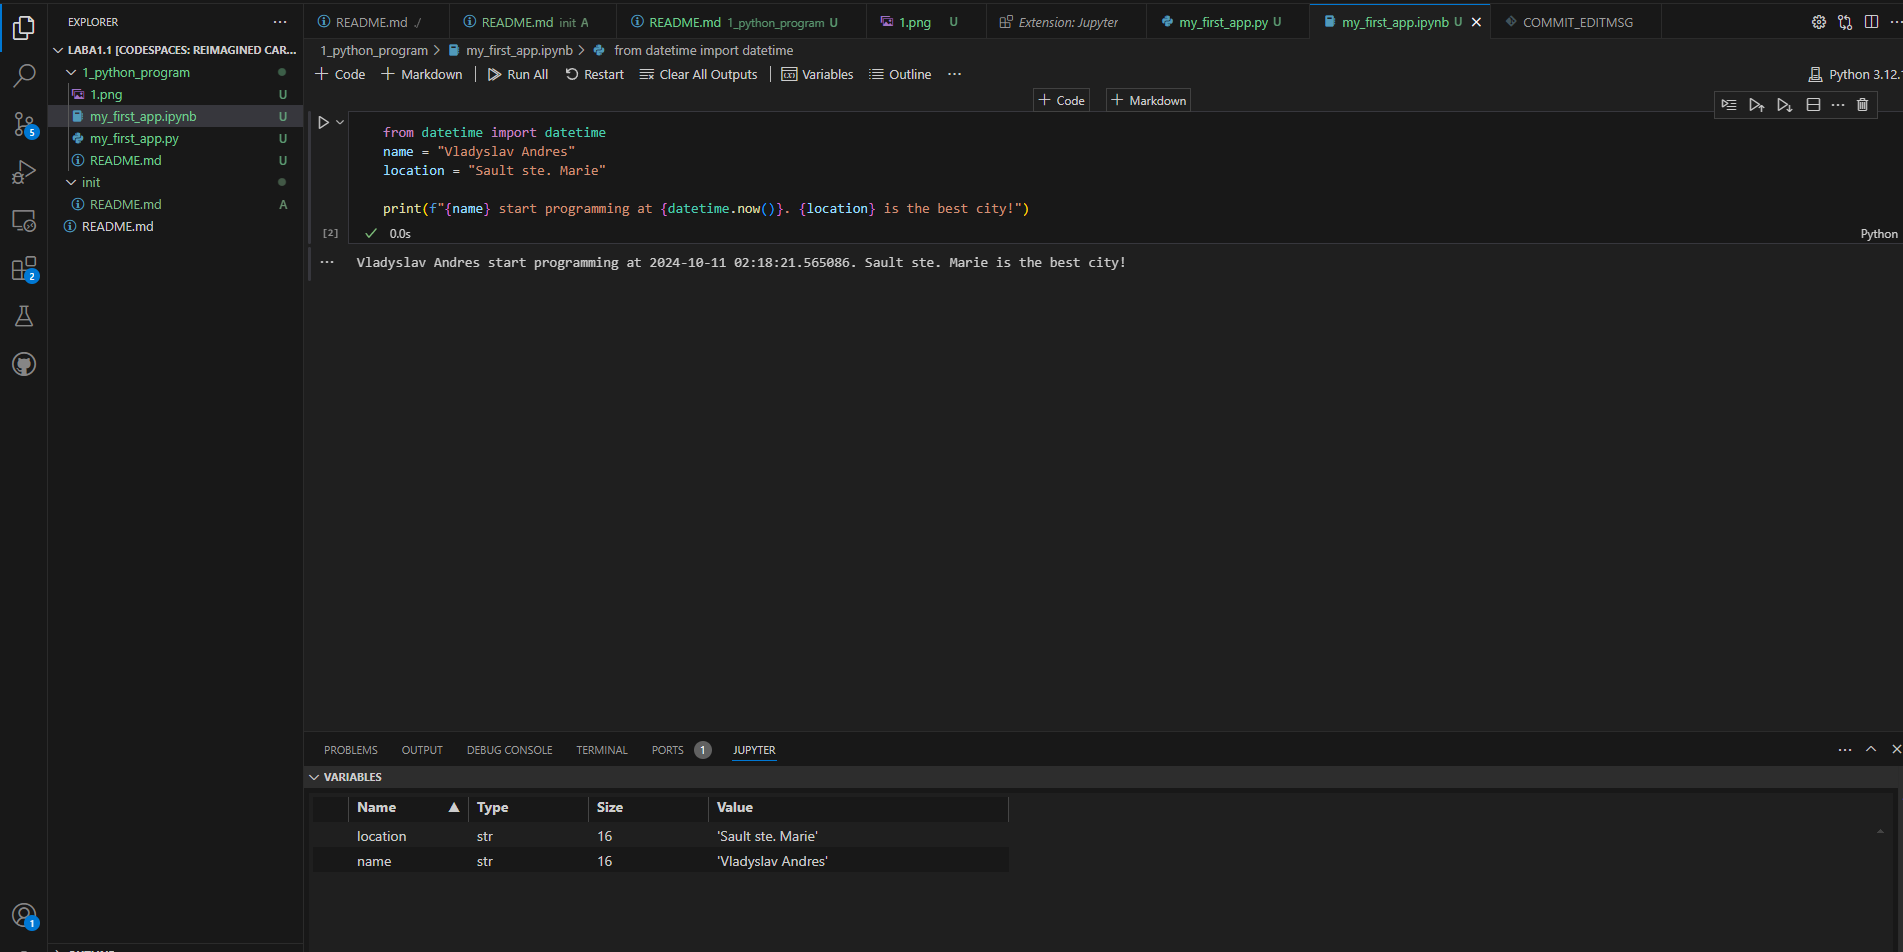 EXPLORER ···
LABA1.1 [CODESPACES: REIMAGINED CAR...
1_python_program
1.png U
my_first_app.ipynb U
my_first_app.py U
README.md U
init
README.md A
README.md
5
2
1
README.md ./
README.md init A
README.md 1_python_program U
1.png U
Extension: Jupyter
my_first_app.py U
my_first_app.ipynb U
COMMIT_EDITMSG
1_python_program > my_first_app.ipynb > from datetime import datetime
+ Code + Markdown | Run All Restart Clear All Outputs | Variables Outline ···
Python 3.12.
+ Code + Markdown
from datetime import datetime
name = "Vladyslav Andres"
location = "Sault ste. Marie"
print(f"{name} start programming at {datetime.now()}. {location} is the best city!")
[2] ✓ 0.0s
Python
··· Vladyslav Andres start programming at 2024-10-11 02:18:21.565086. Sault ste. Marie is the best city!
PROBLEMS OUTPUT DEBUG CONSOLE TERMINAL PORTS 1 JUPYTER
VARIABLES
Name ▲ Type Size Value
location str 16 'Sault ste. Marie'
name str 16 'Vladyslav Andres'